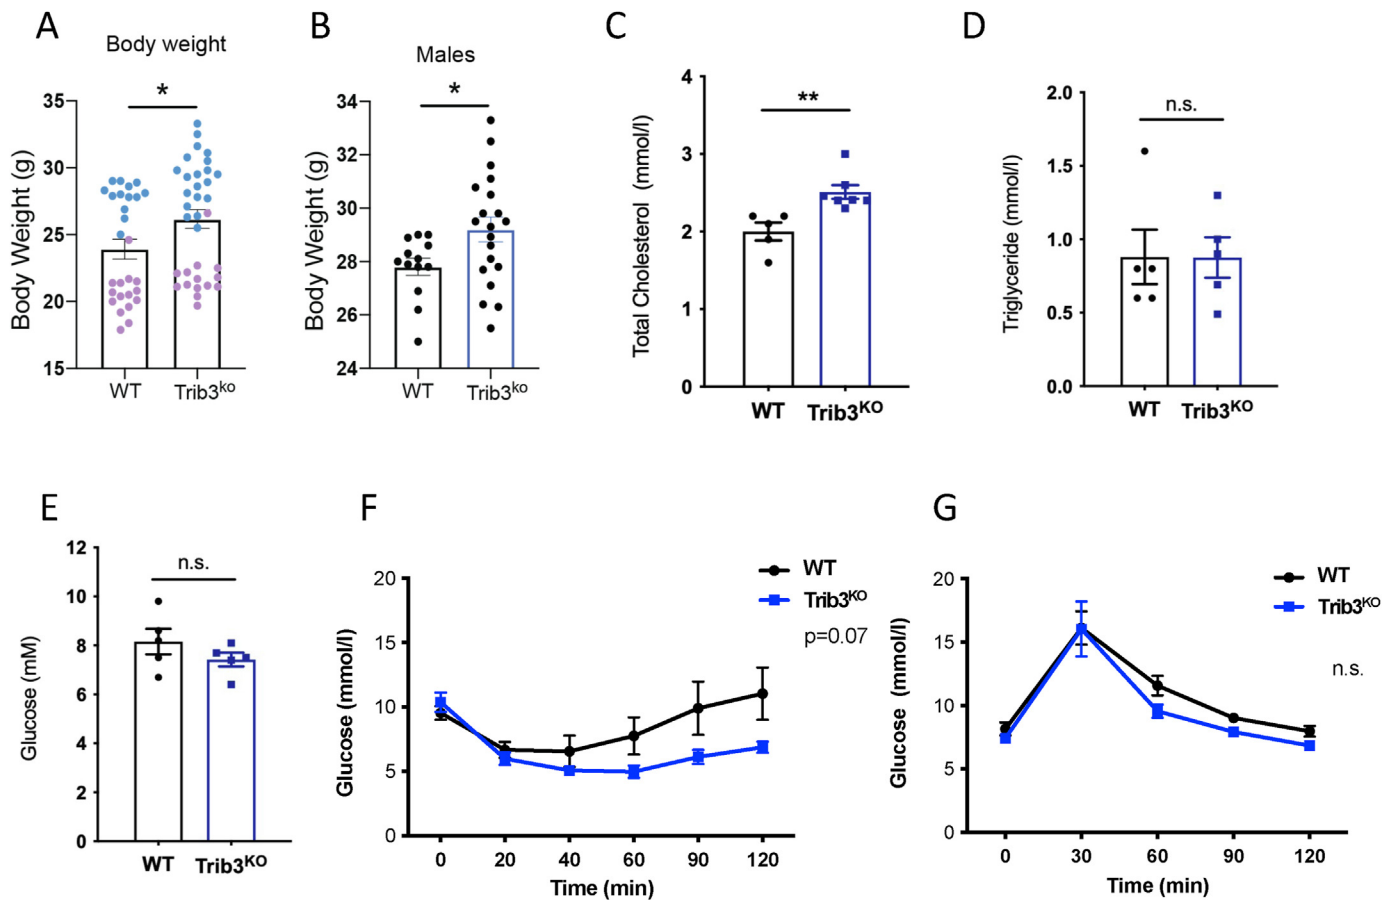 A
Body weight
*
Body Weight (g)
35
30
25
20
15
WT
Trib3ko
B
Males
*
Body Weight (g)
34
32
30
28
26
24
WT
Trib3ko
C
**
Total Cholesterol (mmol/l)
4
3
2
1
0
WT
Trib3KO
D
n.s.
Triglyceride (mmol/l)
2.0
1.5
1.0
0.5
0.0
WT
Trib3KO
E
n.s.
Glucose (mM)
12
10
8
6
4
2
0
WT
Trib3KO
F
WT
Trib3KO
p=0.07
Glucose (mmol/l)
20
15
10
5
0
0 20 40 60 90 120
Time (min)
G
WT
Trib3KO
n.s.
Glucose (mmol/l)
20
15
10
5
0
0 30 60 90 120
Time (min)